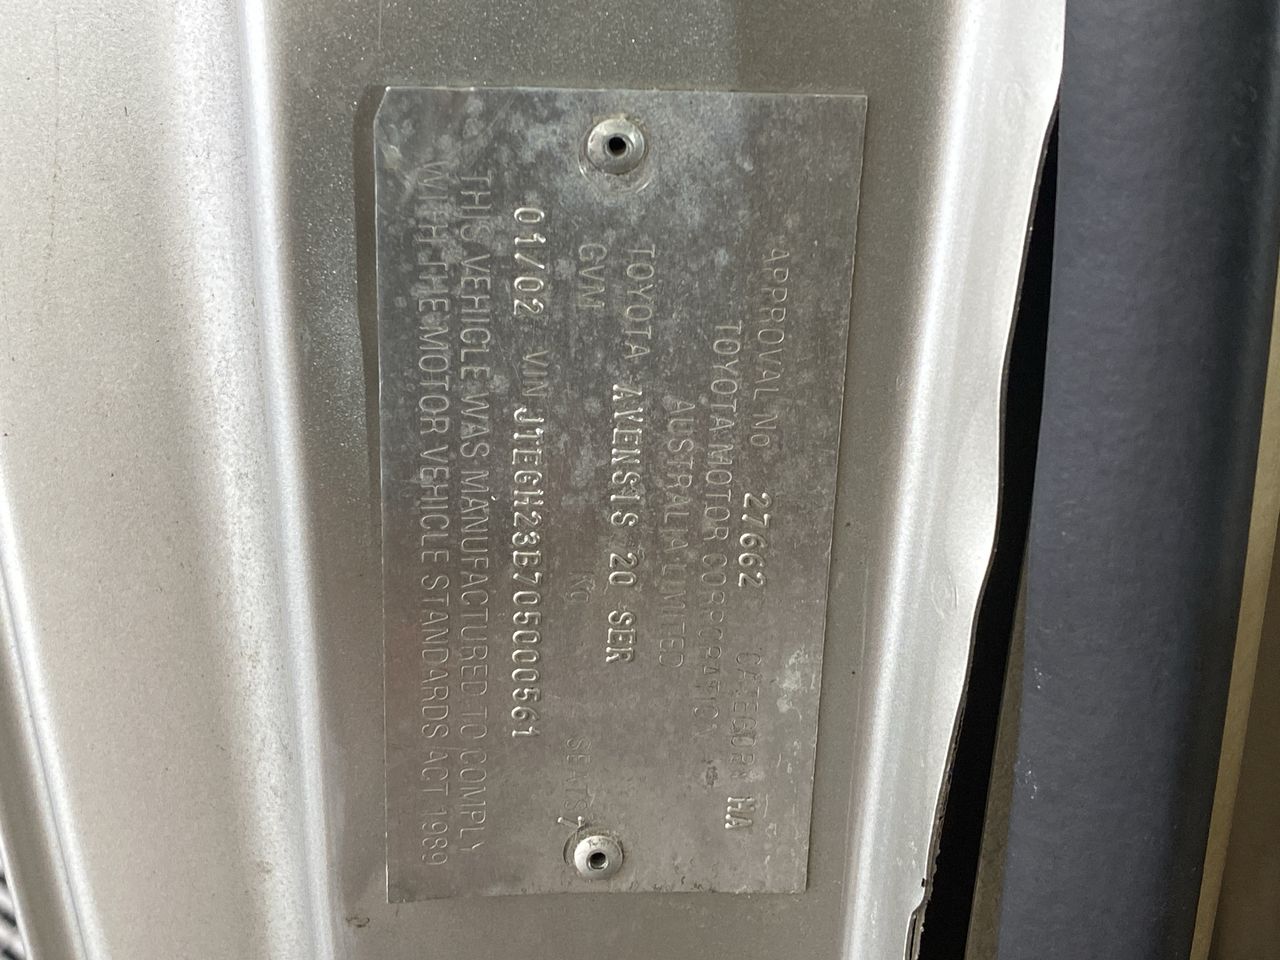 APPROVAL No 27662 CATEGORY MA
TOYOTA MOTOR CORPORATION
AUSTRALIA LIMITED
TOYOTA AVENSIS 20 SER
GVM Kg SEATS 7
01/02 VIN JTEGH23B705000561
THIS VEHICLE WAS MANUFACTURED TO COMPLY
WITH THE MOTOR VEHICLE STANDARDS ACT 1989